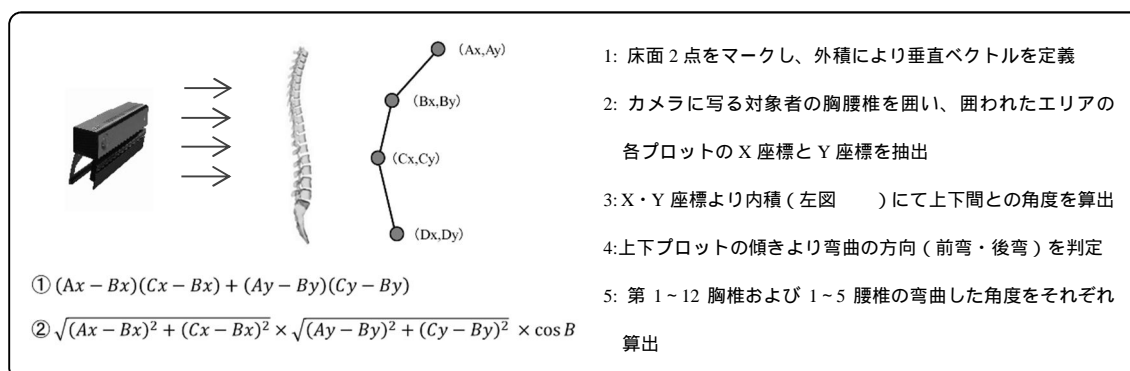 (Ax,Ay)
(Bx,By)
(Cx,Cy)
(Dx,Dy)
① (Ax − Bx)(Cx − Bx) + (Ay − By)(Cy − By)
② √(Ax − Bx)² + (Cx − Bx)² × √(Ay − By)² + (Cy − By)² × cos B
1: 床面 2 点をマークし、外積により垂直ベクトルを定義
2: カメラに写る対象者の胸腰椎を囲い、囲われたエリアの
各プロットの X 座標と Y 座標を抽出
3: X・Y 座標より内積（左図　　）にて上下間との角度を算出
4:上下プロットの傾きより弯曲の方向（前弯・後弯）を判定
5: 第 1~12 胸椎および 1~5 腰椎の弯曲した角度をそれぞれ
算出